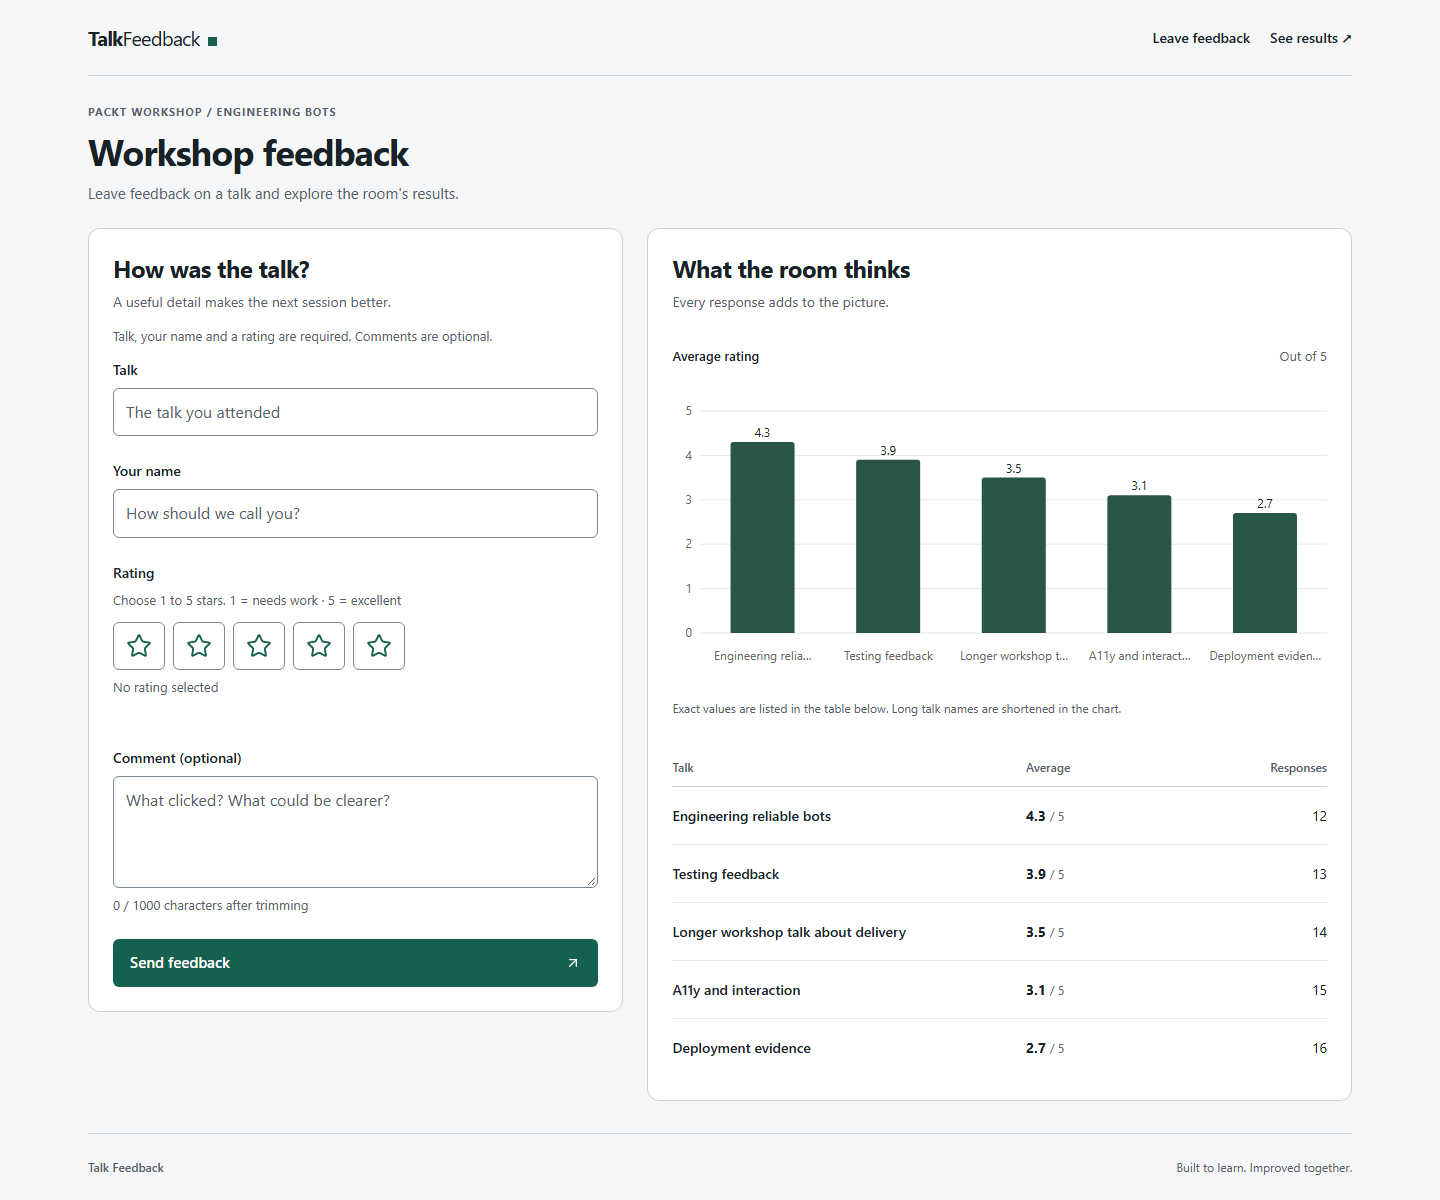 TalkFeedback
Leave feedback
See results ↗
PACKT WORKSHOP / ENGINEERING BOTS
Workshop feedback
Leave feedback on a talk and explore the room's results.
How was the talk?
A useful detail makes the next session better.
Talk, your name and a rating are required. Comments are optional.
Talk
The talk you attended
Your name
How should we call you?
Rating
Choose 1 to 5 stars. 1 = needs work · 5 = excellent
No rating selected
Comment (optional)
What clicked? What could be clearer?
0 / 1000 characters after trimming
Send feedback
What the room thinks
Every response adds to the picture.
Average rating
Out of 5
5
4
3
2
1
0
4.3
3.9
3.5
3.1
2.7
Engineering relia...
Testing feedback
Longer workshop t...
A11y and interact...
Deployment eviden...
Exact values are listed in the table below. Long talk names are shortened in the chart.
Talk Average Responses
Engineering reliable bots 4.3 / 5 12
Testing feedback 3.9 / 5 13
Longer workshop talk about delivery 3.5 / 5 14
A11y and interaction 3.1 / 5 15
Deployment evidence 2.7 / 5 16
Talk Feedback
Built to learn. Improved together.